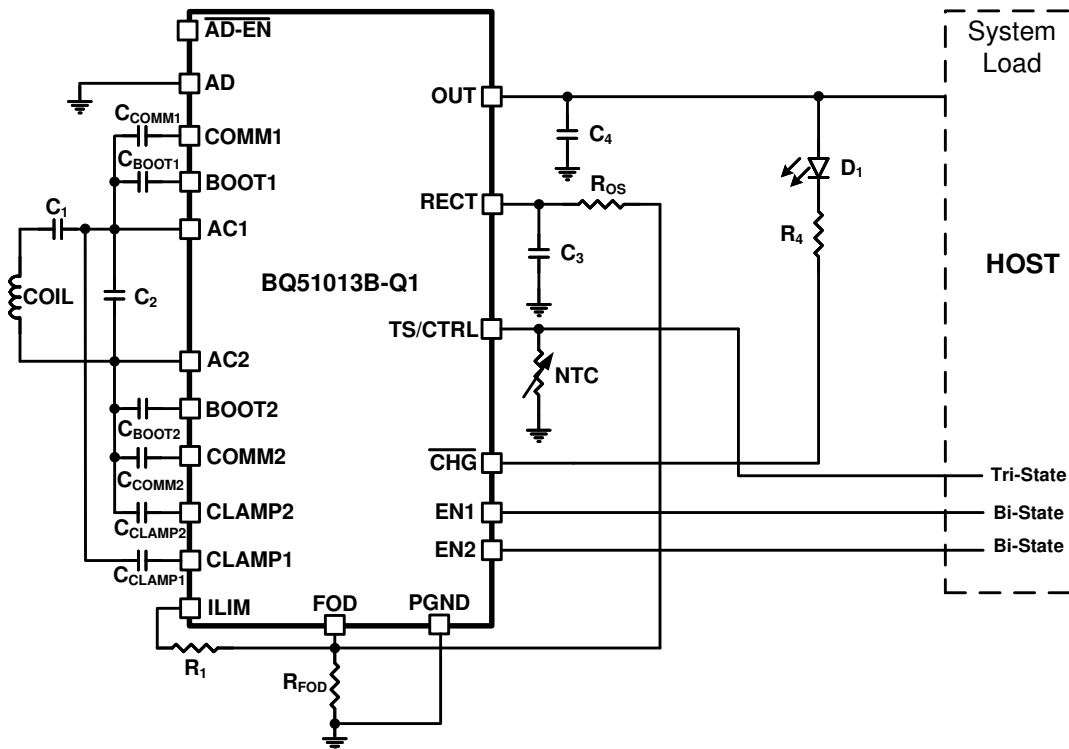 AD-EN
AD
CCOMM1
COMM1
CBOOT1
BOOT1
C1
AC1
COIL
C2
AC2
BOOT2
CBOOT2
COMM2
CCOMM2
CLAMP2
CCLAMP2
CLAMP1
CCLAMP1
ILIM
FOD
PGND
R1
RFOD
BQ51013B-Q1
OUT
C4
RECT
ROS
C3
TS/CTRL
NTC
CHG
EN1
EN2
D1
R4
System
Load
HOST
Tri-State
Bi-State
Bi-State